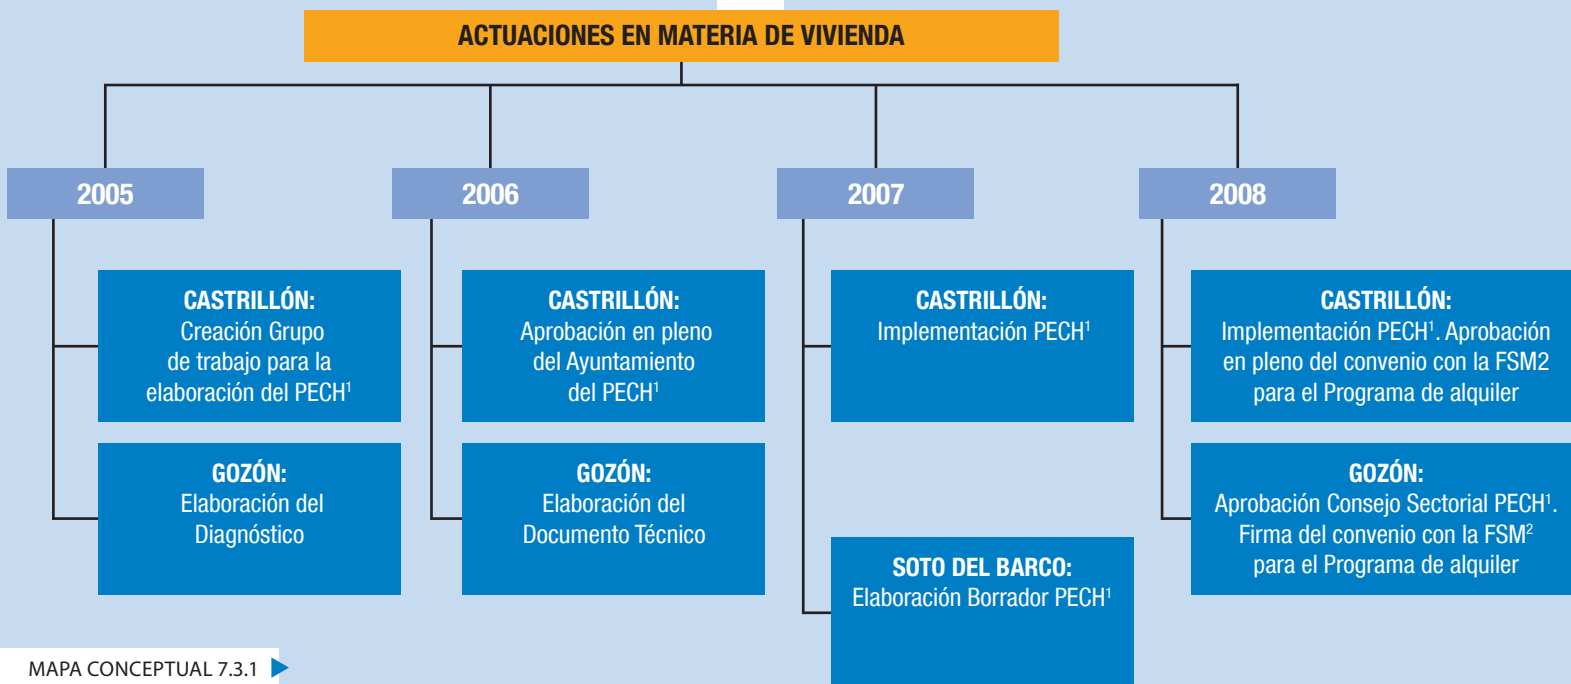 ACTUACIONES EN MATERIA DE VIVIENDA
2005
CASTRILLÓN:
Creación Grupo
de trabajo para la
elaboración del PECH¹
GOZÓN:
Elaboración del
Diagnóstico
2006
CASTRILLÓN:
Aprobación en pleno
del Ayuntamiento
del PECH¹
GOZÓN:
Elaboración del
Documento Técnico
2007
CASTRILLÓN:
Implementación PECH¹
SOTO DEL BARCO:
Elaboración Borrador PECH¹
2008
CASTRILLÓN:
Implementación PECH¹. Aprobación
en pleno del convenio con la FSM2
para el Programa de alquiler
GOZÓN:
Aprobación Consejo Sectorial PECH¹.
Firma del convenio con la FSM²
para el Programa de alquiler
MAPA CONCEPTUAL 7.3.1